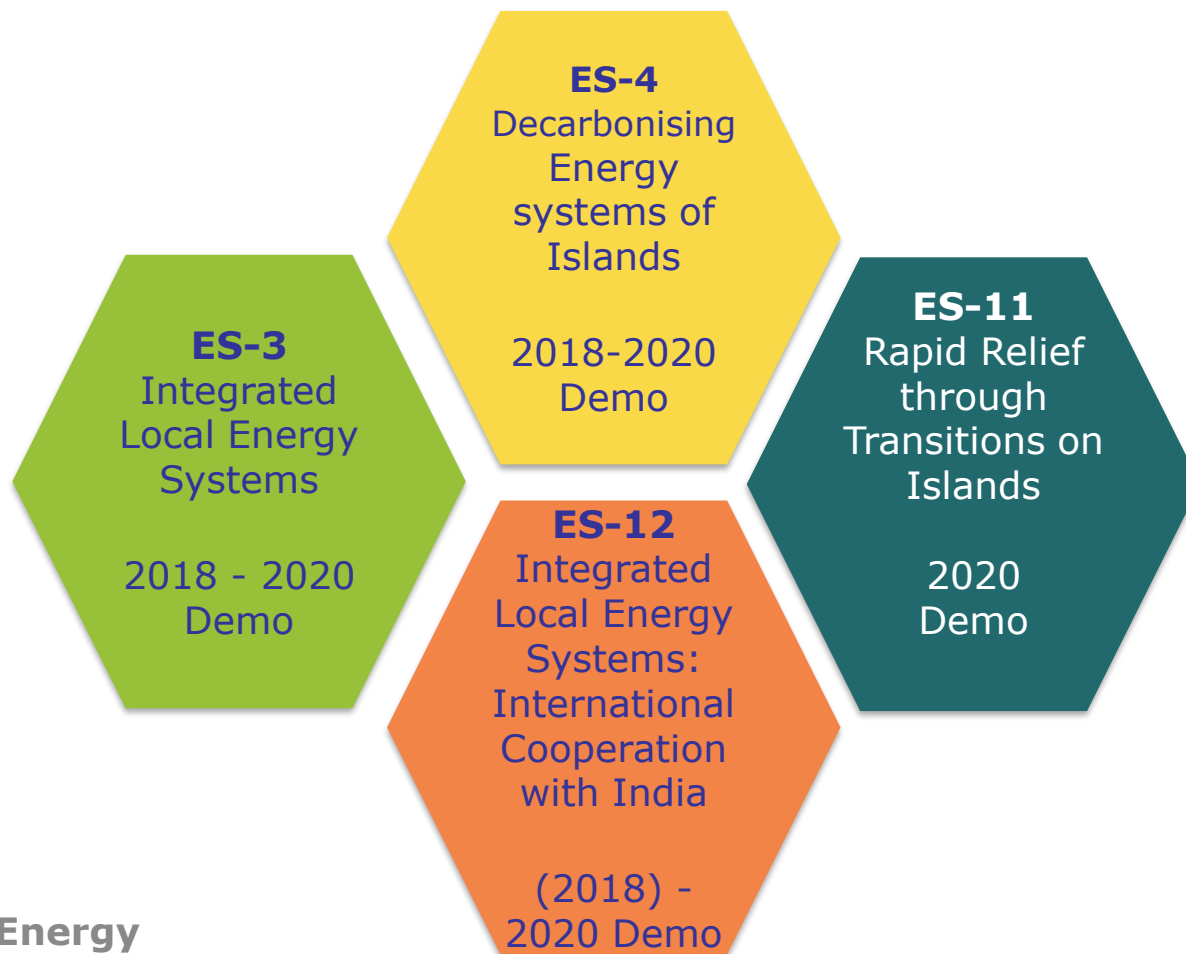 ES-4
Decarbonising
Energy
systems of
Islands
2018-2020
Demo
ES-3
Integrated
Local Energy
Systems
2018 - 2020
Demo
ES-11
Rapid Relief
through
Transitions on
Islands
2020
Demo
ES-12
Integrated
Local Energy
Systems:
International
Cooperation
with India
(2018) -
2020 Demo
Energy